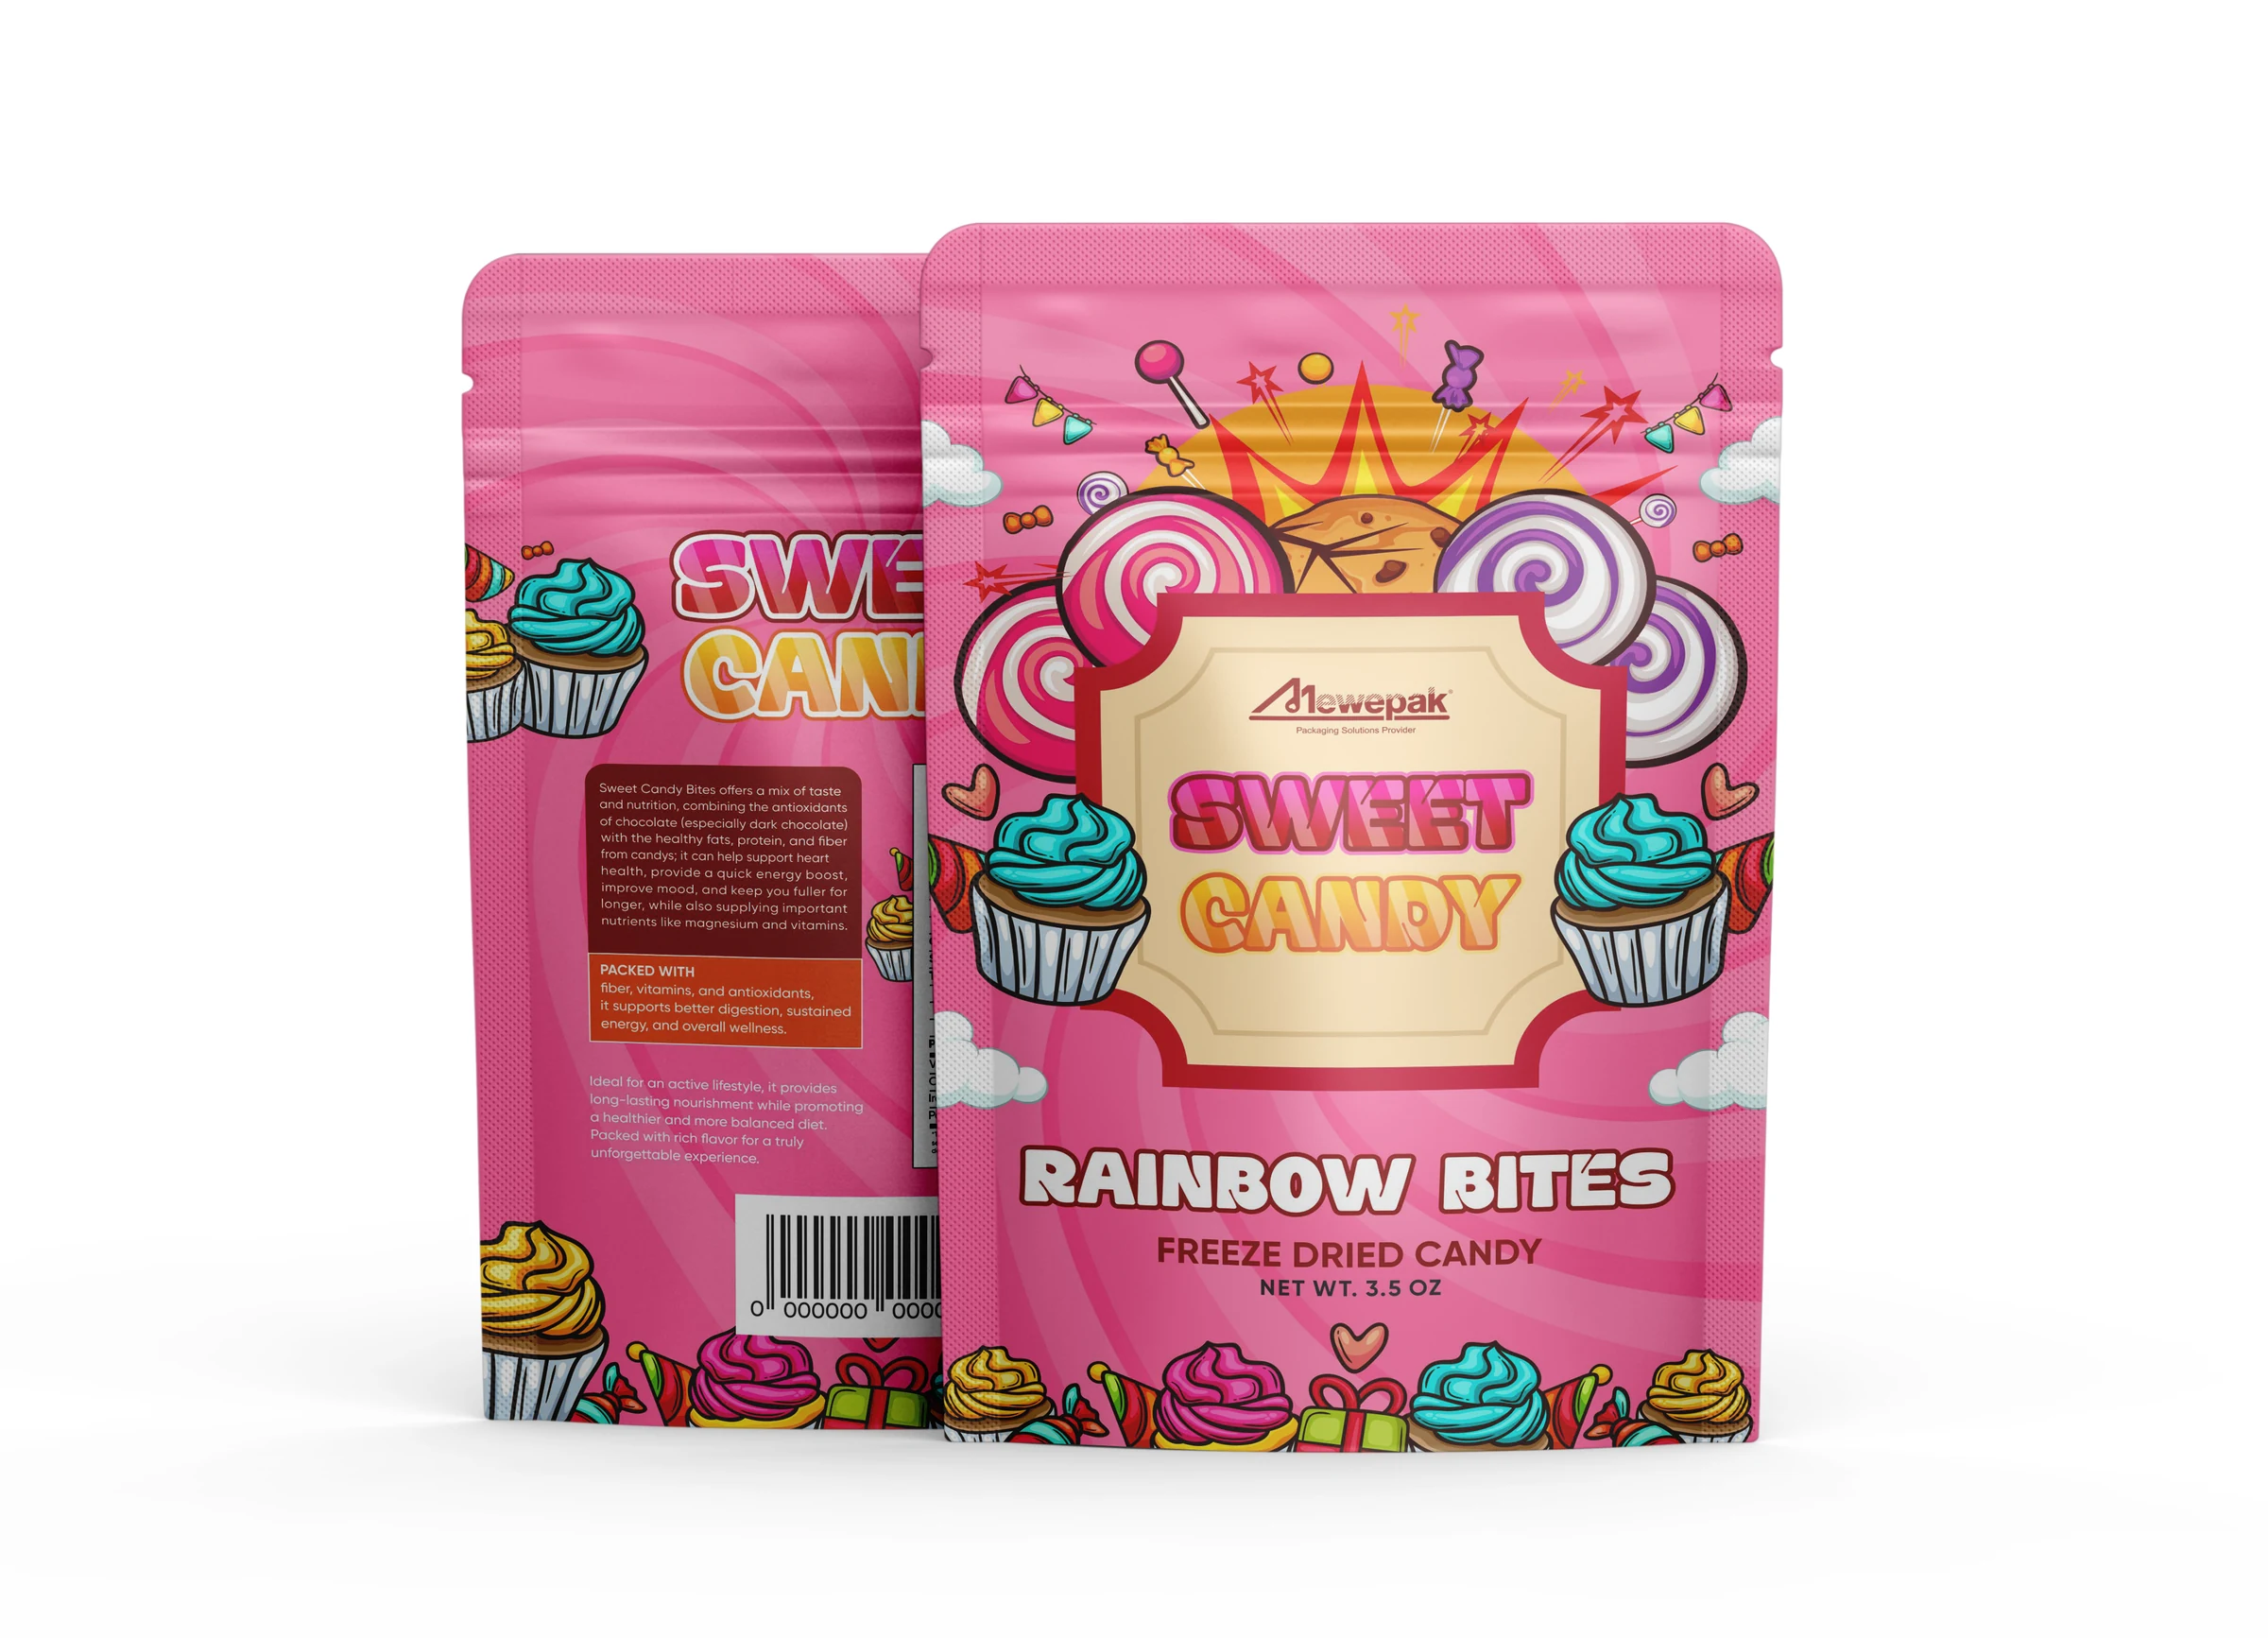 SWE
CAN
Sweet Candy Bites offers a mix of taste
and nutrition, combining the antioxidants
of chocolate (especially dark chocolate)
with the healthy fats, protein, and fiber
from candys; it can help support heart
health, provide a quick energy boost,
improve mood, and keep you fuller for
longer, while also supplying important
nutrients like magnesium and vitamins.
PACKED WITH
fiber, vitamins, and antioxidants,
it supports better digestion, sustained
energy, and overall wellness.
Ideal for an active lifestyle, it provides
long-lasting nourishment while promoting
a healthier and more balanced diet.
Packed with rich flavor for a truly
unforgettable experience.
0 000000 0000
Mewepak
Packaging Solutions Provider
SWEET
CANDY
RAINBOW BITES
FREEZE DRIED CANDY
NET WT. 3.5 OZ